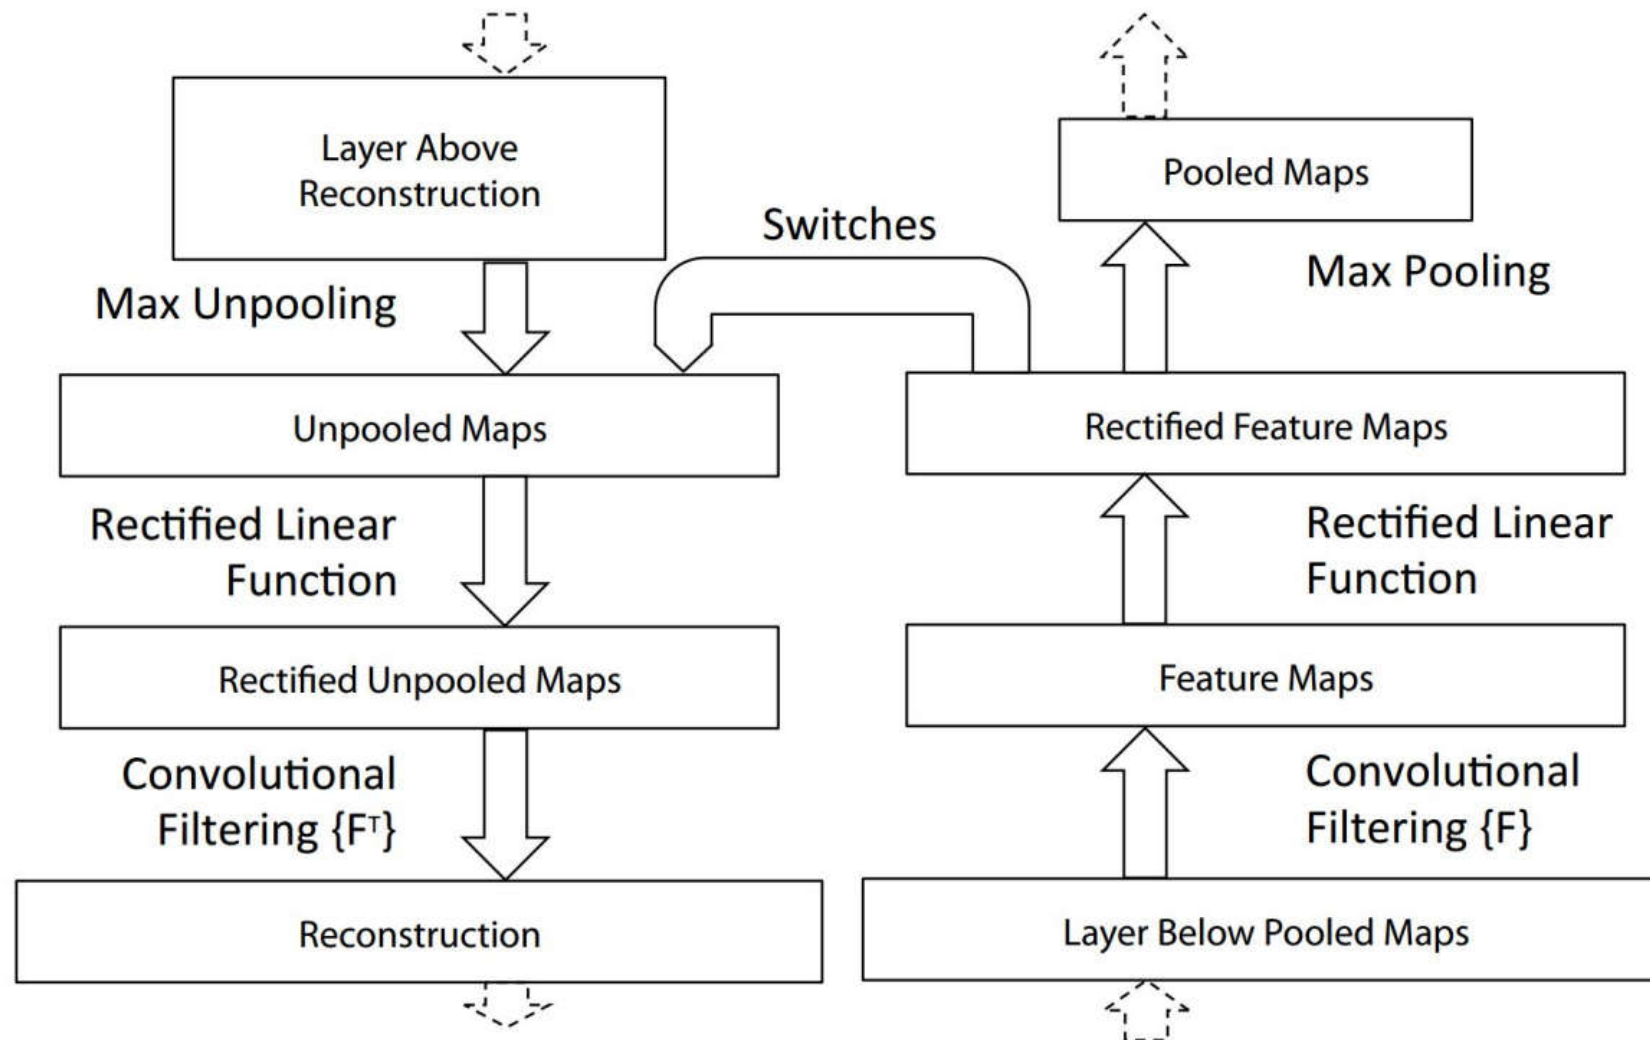 Layer Above
Reconstruction
Pooled Maps
Switches
Max Unpooling
Max Pooling
Unpooled Maps
Rectified Feature Maps
Rectified Linear
Function
Rectified Linear
Function
Rectified Unpooled Maps
Feature Maps
Convolutional
Filtering {Fᵀ}
Convolutional
Filtering {F}
Reconstruction
Layer Below Pooled Maps